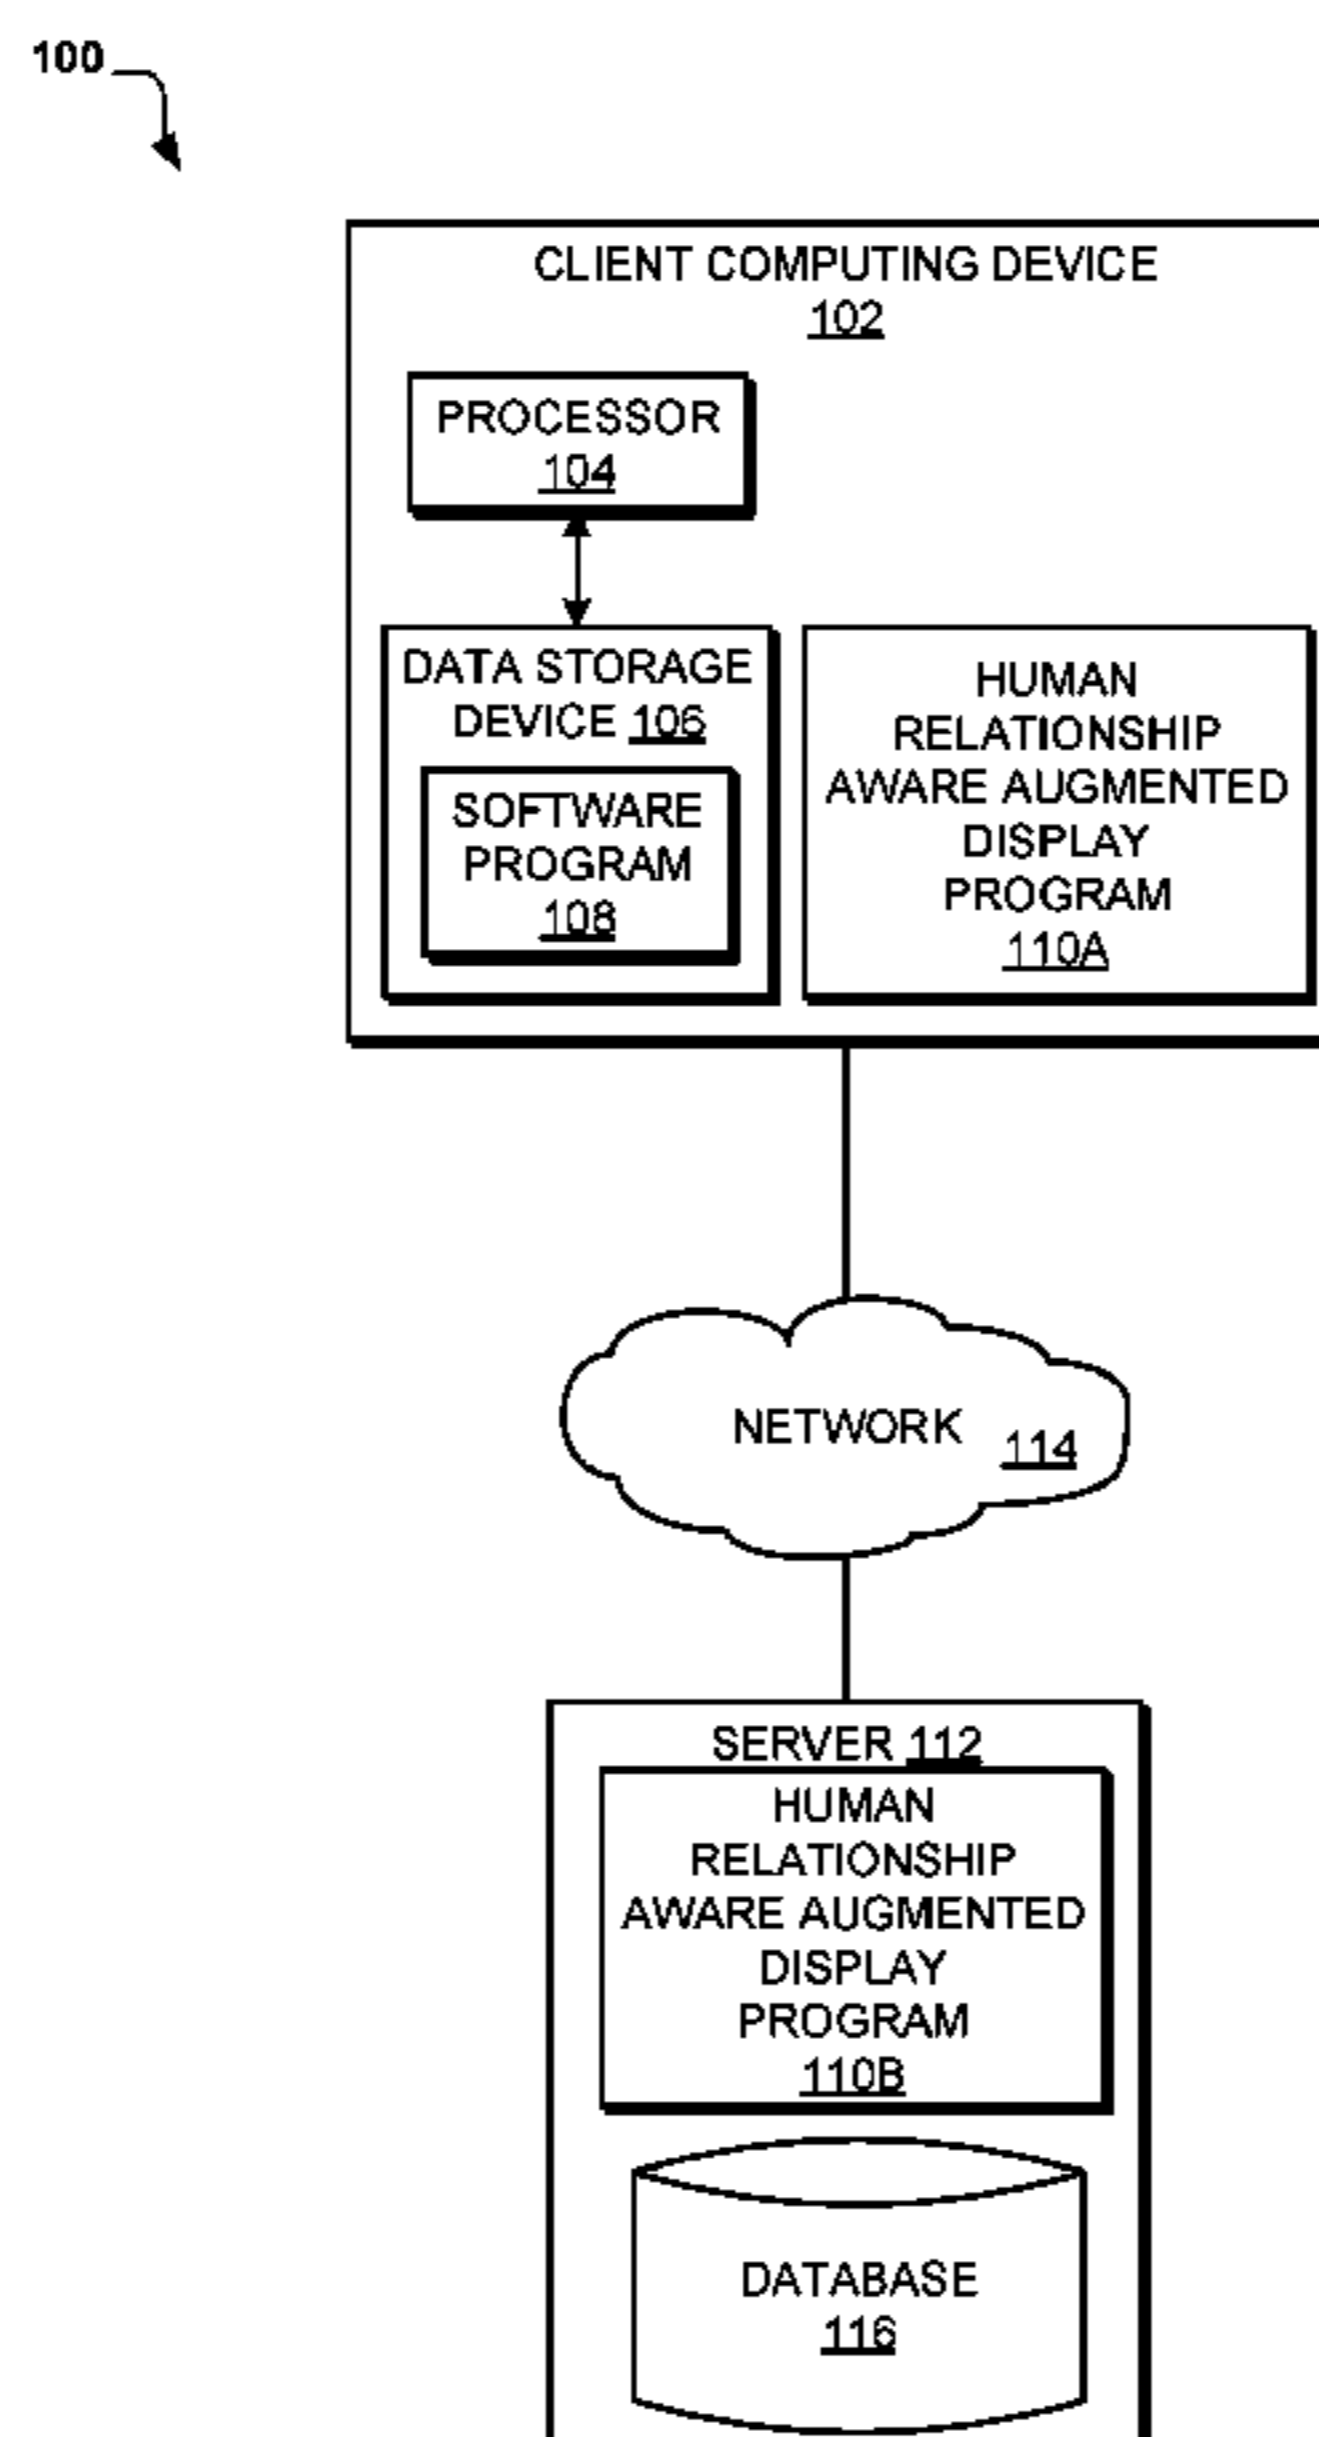 100
CLIENT COMPUTING DEVICE
102
PROCESSOR
104
DATA STORAGE
DEVICE 106
SOFTWARE
PROGRAM
108
HUMAN
RELATIONSHIP
AWARE AUGMENTED
DISPLAY
PROGRAM
110A
NETWORK 114
SERVER 112
HUMAN
RELATIONSHIP
AWARE AUGMENTED
DISPLAY
PROGRAM
110B
DATABASE
116